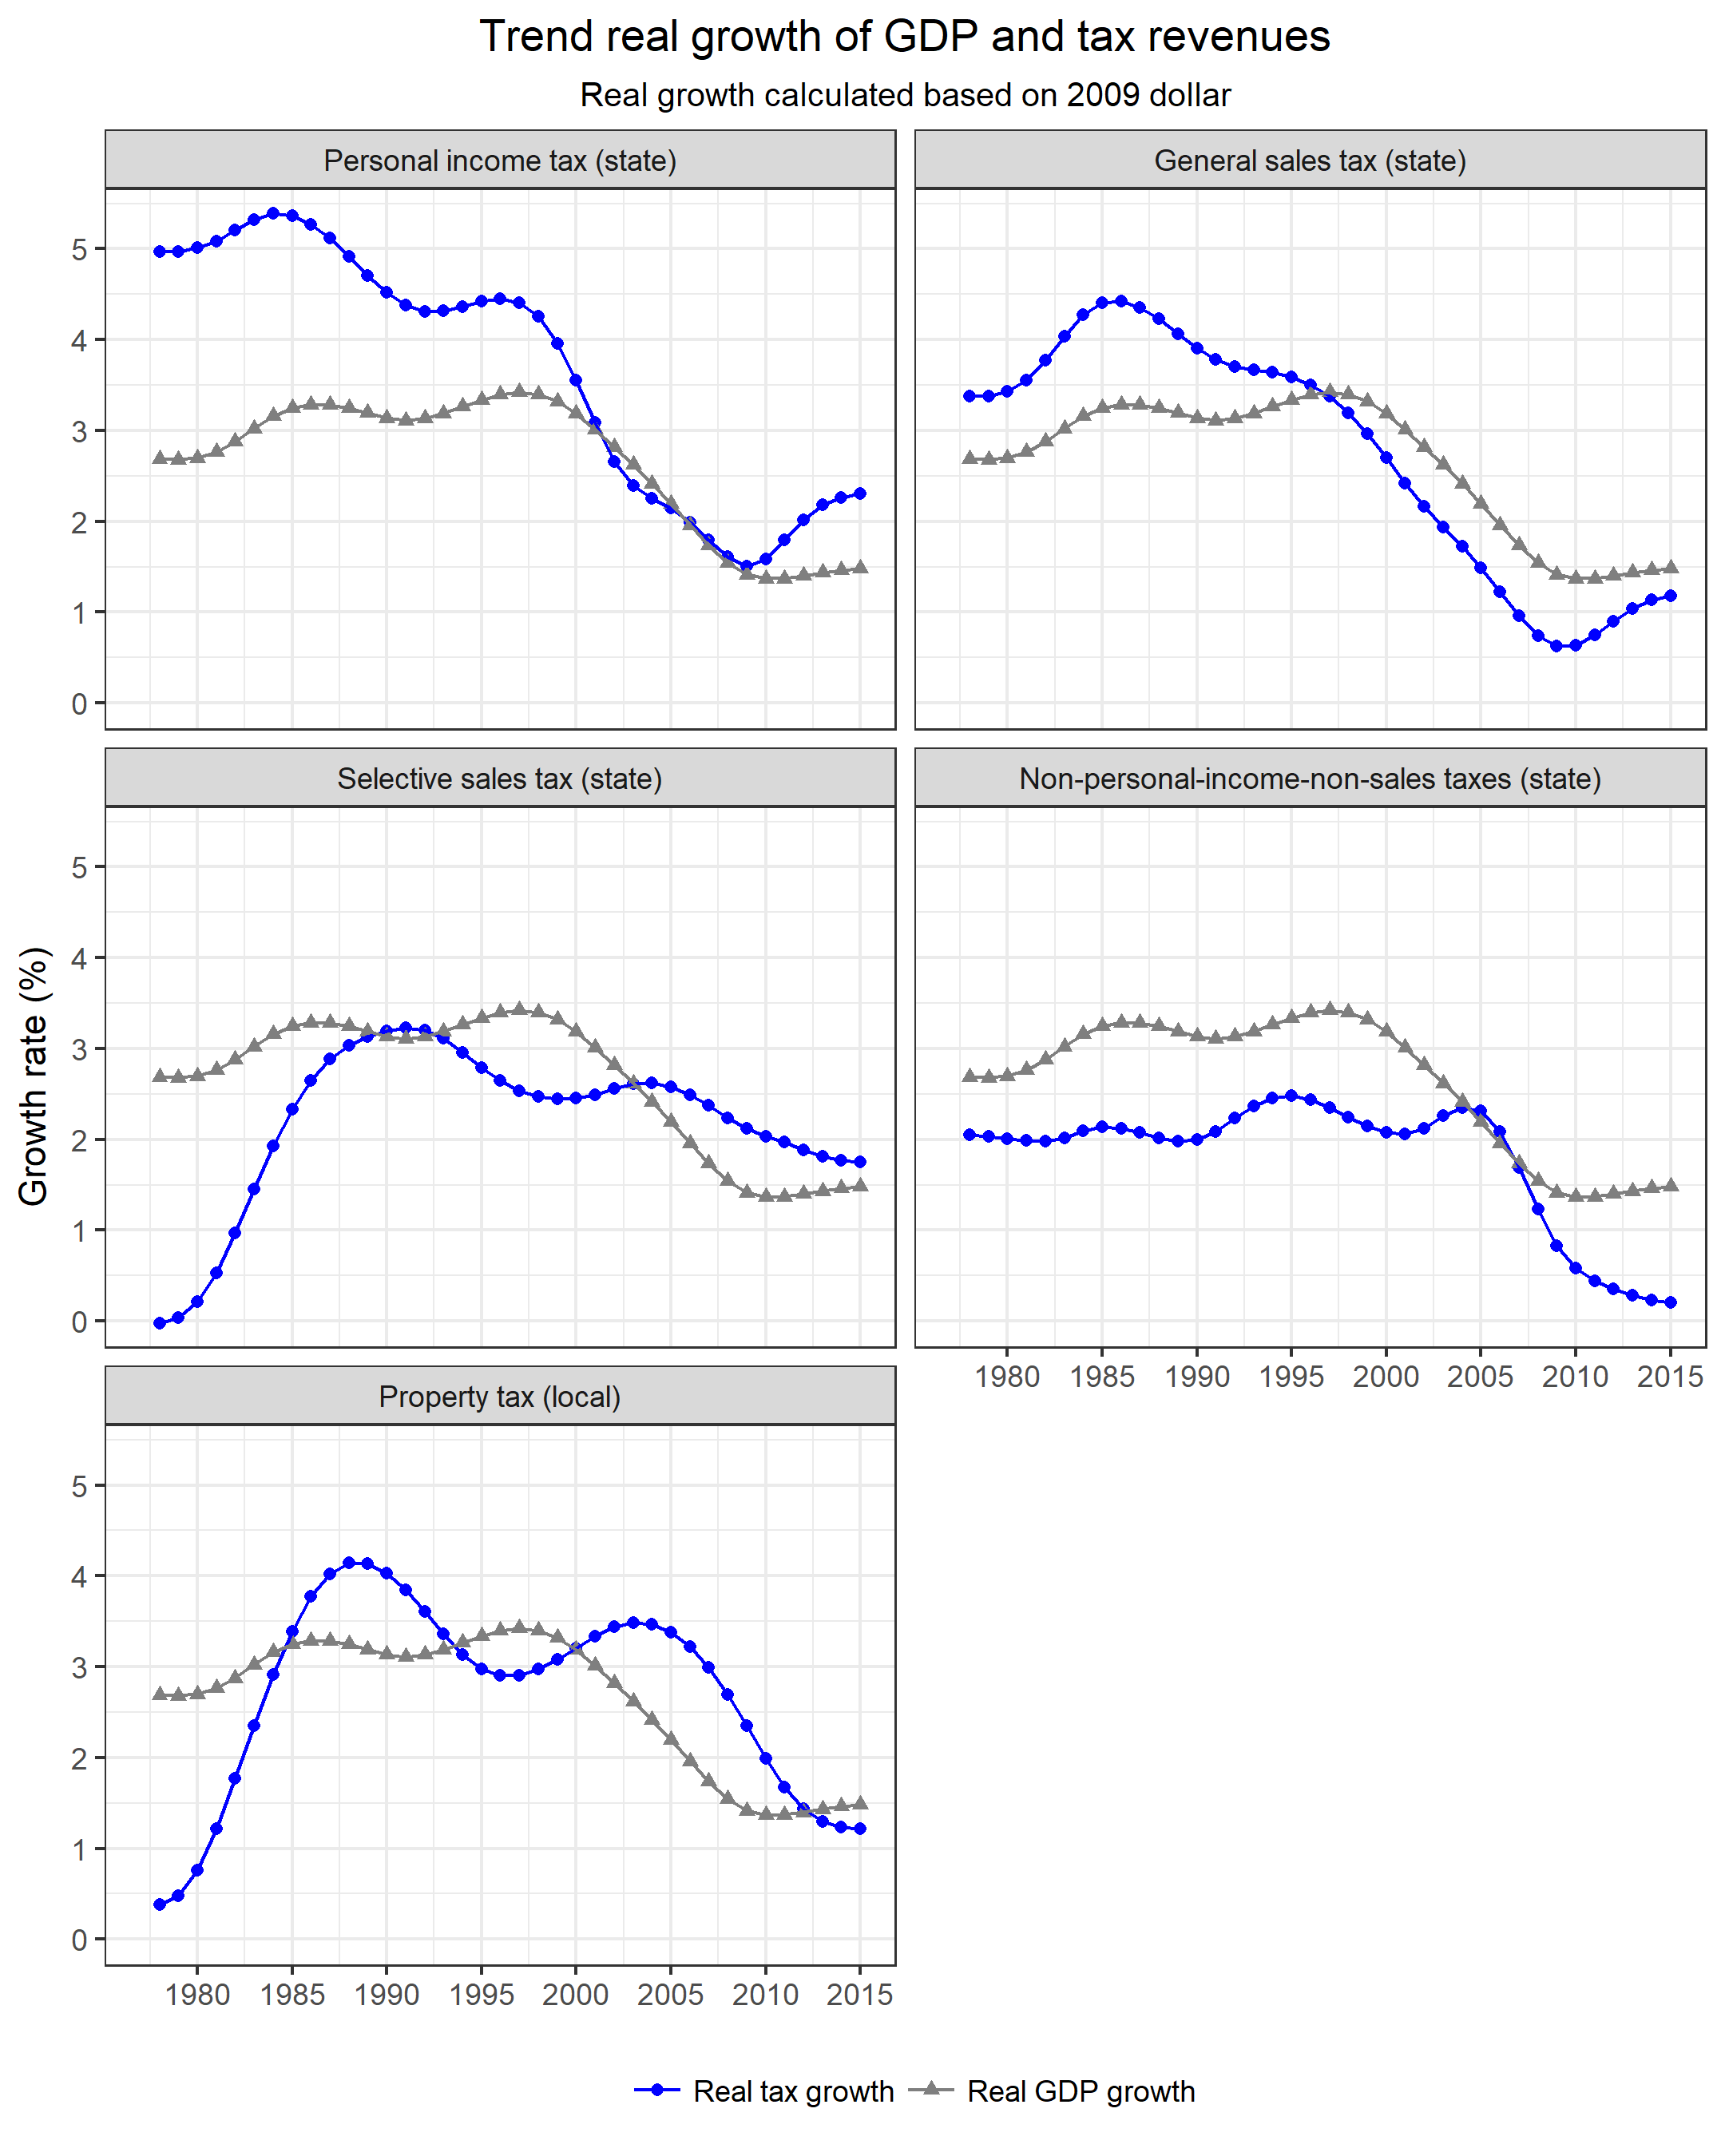 Trend real growth of GDP and tax revenues
Real growth calculated based on 2009 dollar
Personal income tax (state)
General sales tax (state)
5
4
3
2
1
0
Selective sales tax (state)
Non-personal-income-non-sales taxes (state)
Growth rate (%)
5
4
3
2
1
0
1980 1985 1990 1995 2000 2005 2010 2015
Property tax (local)
5
4
3
2
1
0
1980 1985 1990 1995 2000 2005 2010 2015
Real tax growth Real GDP growth